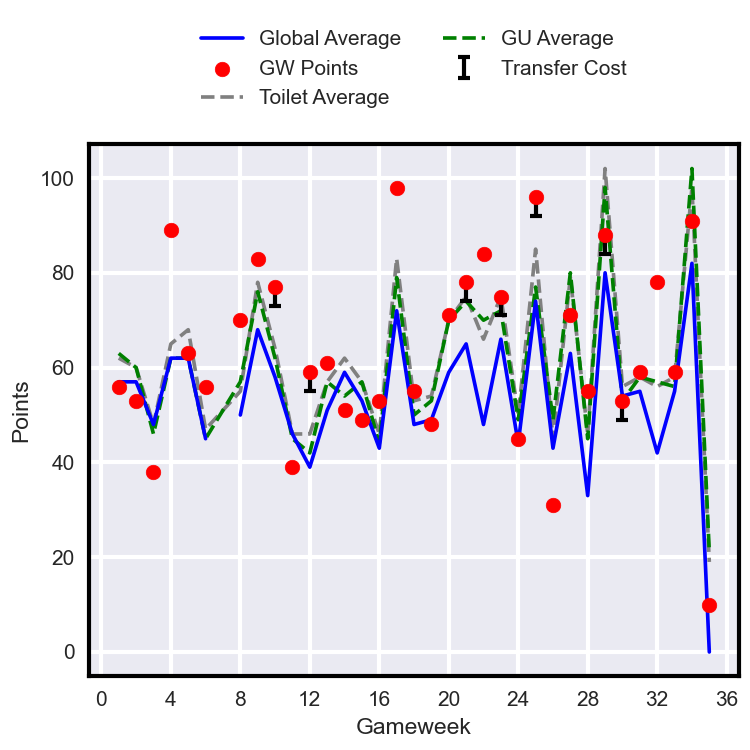 Global Average
GW Points
Toilet Average
GU Average
Transfer Cost
100
80
60
40
20
0
Points
0 4 8 12 16 20 24 28 32 36
Gameweek